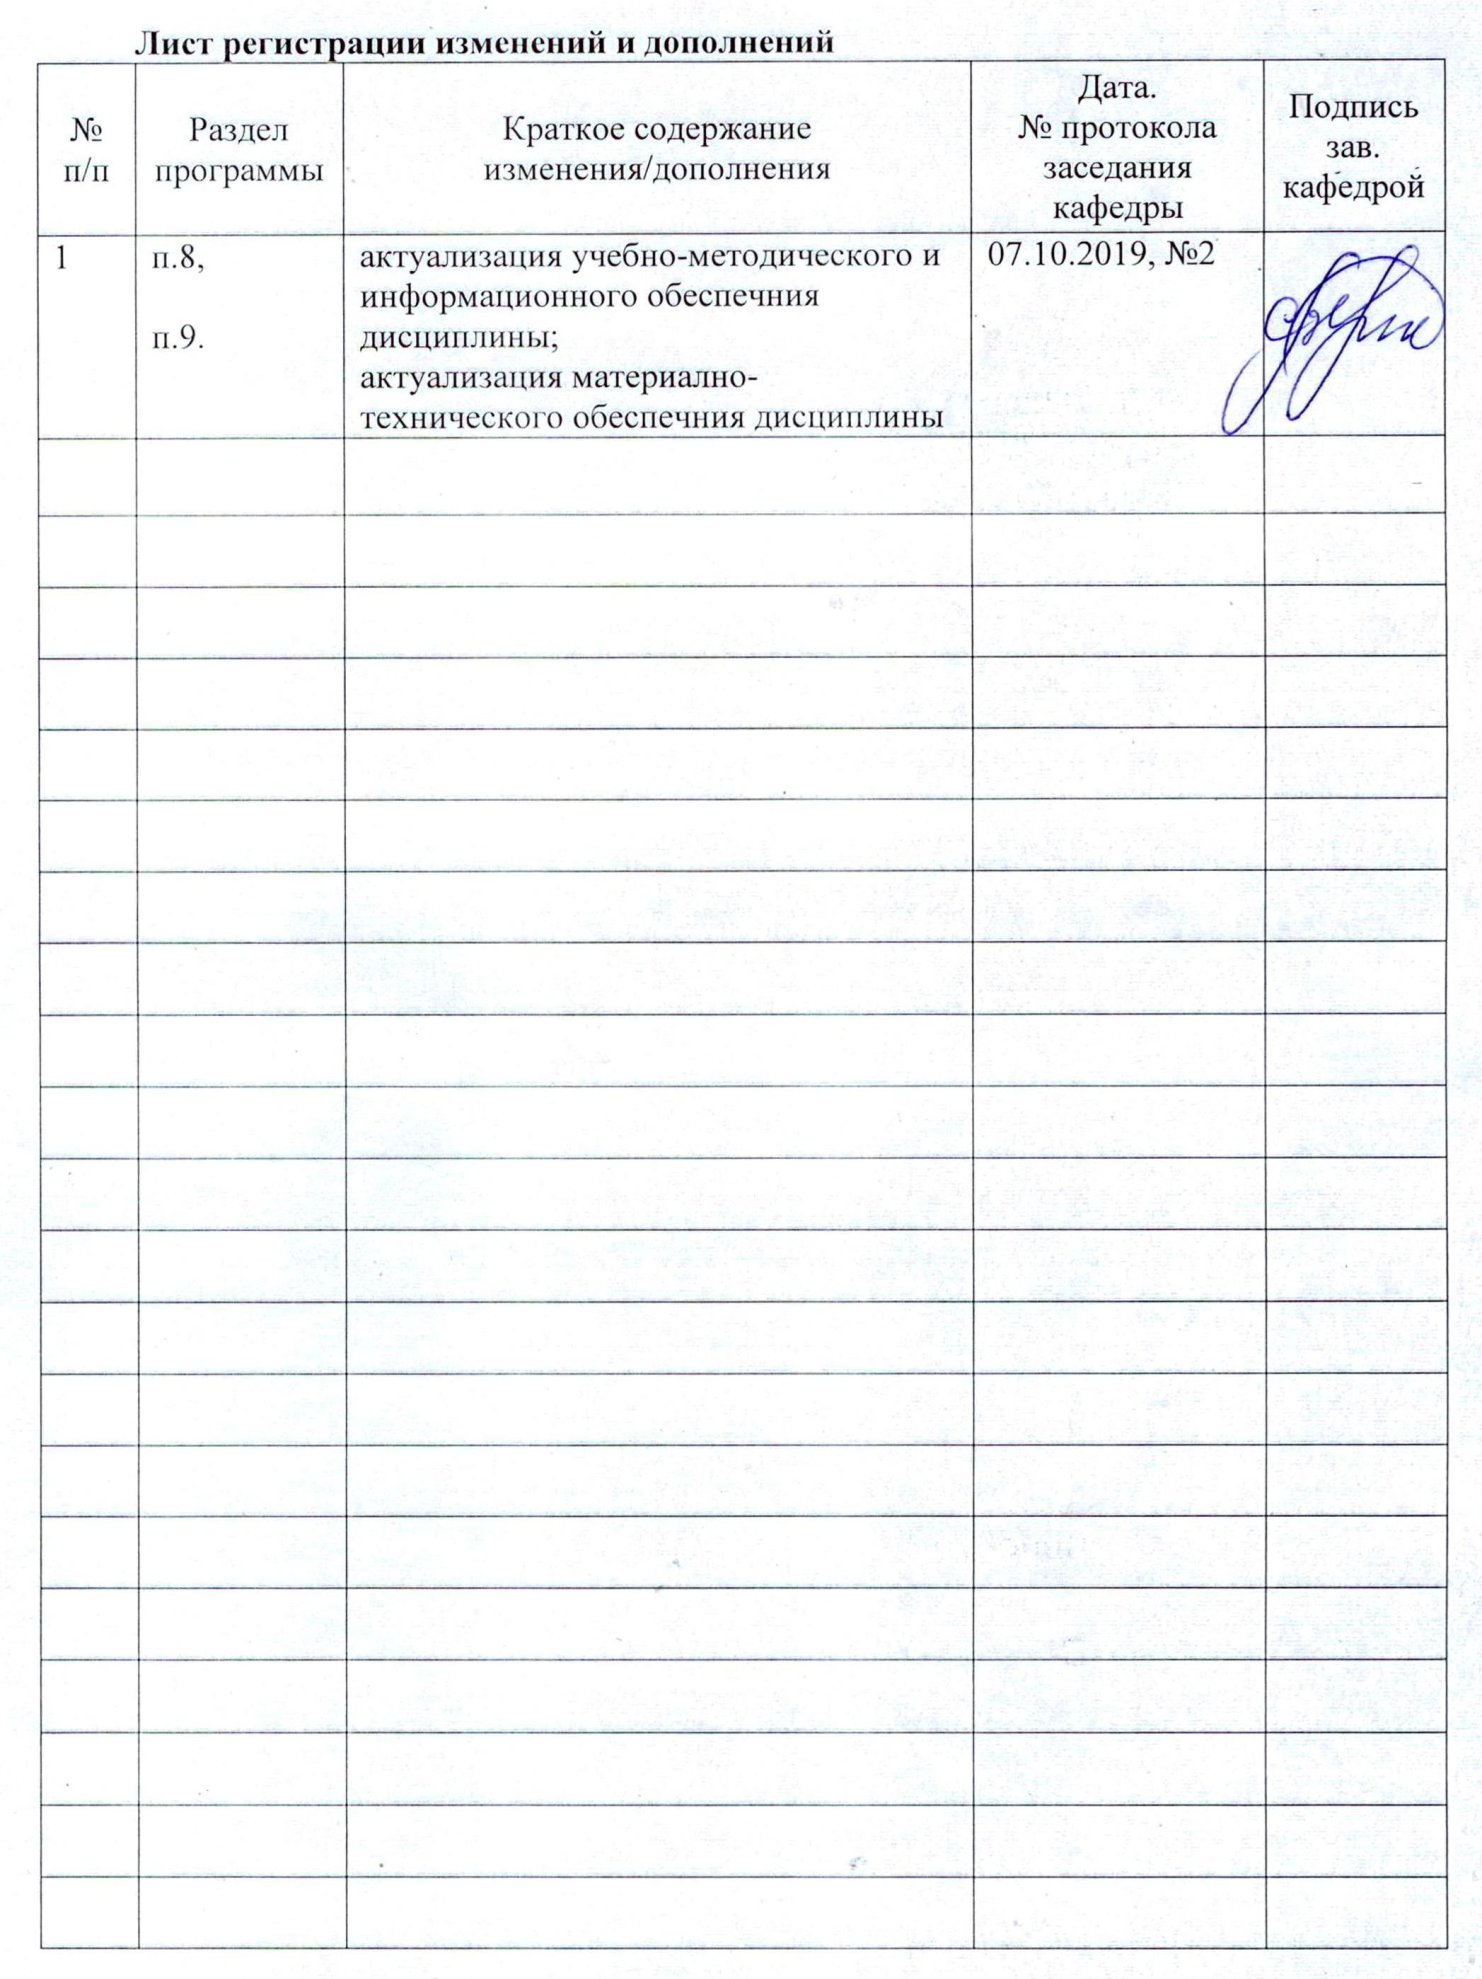 Лист регистрации изменений и дополнений
№
п/п
Раздел
программы
Краткое содержание
изменения/дополнения
Дата.
№ протокола
заседания
кафедры
Подпись
зав.
кафедрой
1
п.8,
п.9.
актуализация учебно-методического и
информационного обеспечния
дисциплины;
актуализация материално-
технического обеспечния дисциплины
07.10.2019, №2